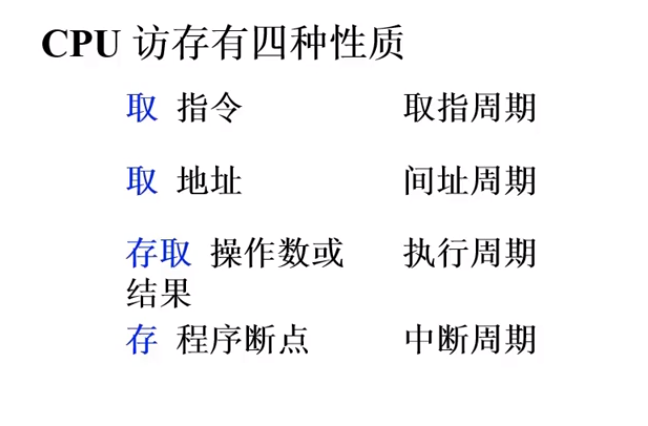 CPU 访存有四种性质
取 指令 取指周期
取 地址 间址周期
存取 操作数或 执行周期
结果
存 程序断点 中断周期